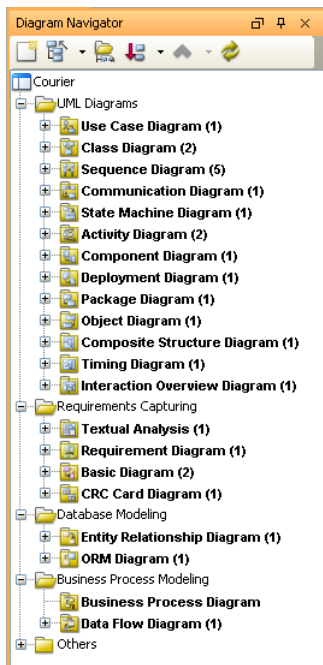 Diagram Navigator
Courier
UML Diagrams
Use Case Diagram (1)
Class Diagram (2)
Sequence Diagram (5)
Communication Diagram (1)
State Machine Diagram (1)
Activity Diagram (2)
Component Diagram (1)
Deployment Diagram (1)
Package Diagram (1)
Object Diagram (1)
Composite Structure Diagram (1)
Timing Diagram (1)
Interaction Overview Diagram (1)
Requirements Capturing
Textual Analysis (1)
Requirement Diagram (1)
Basic Diagram (2)
CRC Card Diagram (1)
Database Modeling
Entity Relationship Diagram (1)
ORM Diagram (1)
Business Process Modeling
Business Process Diagram
Data Flow Diagram (1)
Others